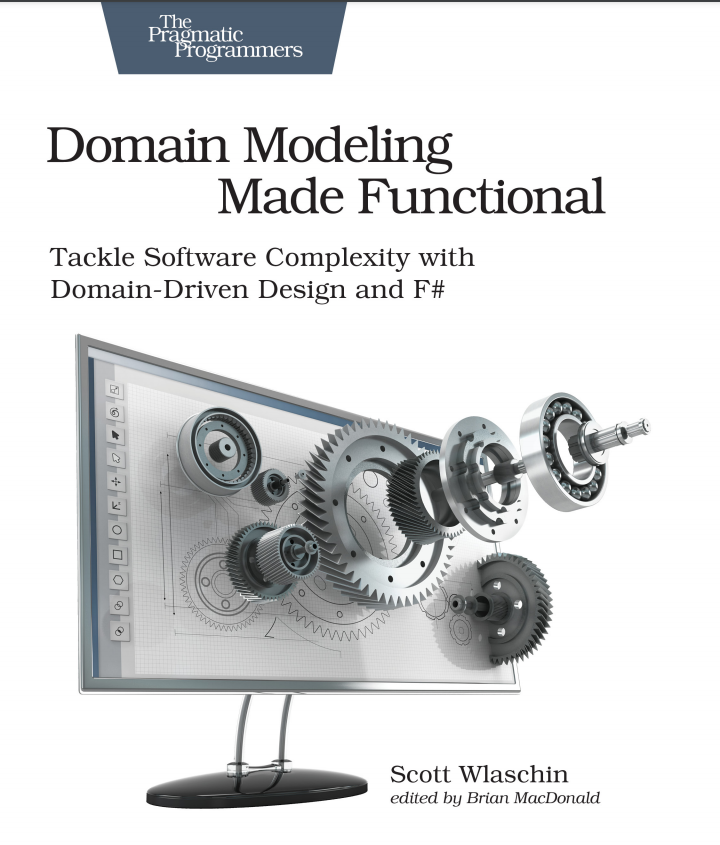 The
Pragmatic
Programmers
Domain Modeling
Made Functional
Tackle Software Complexity with
Domain-Driven Design and F#
Scott Wlaschin
edited by Brian MacDonald